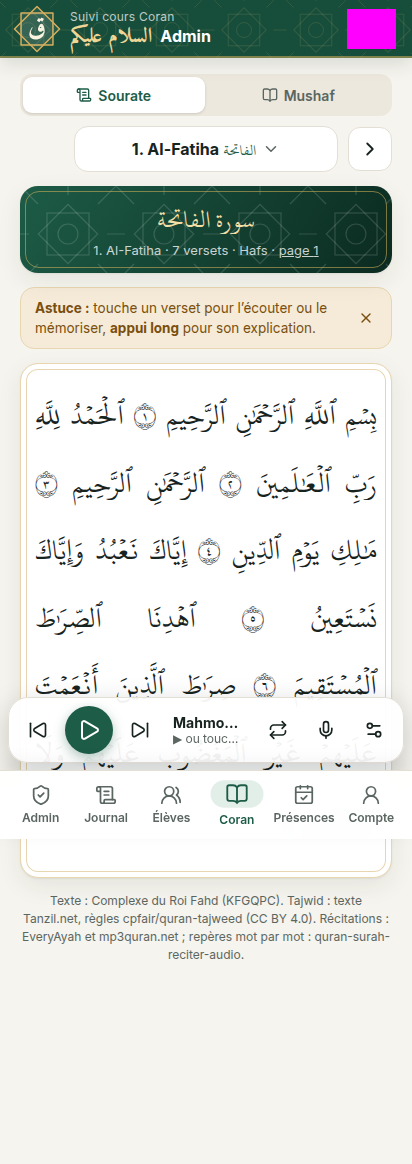 ق
Suivi cours Coran
السلام عليكم Admin
Sourate
Mushaf
1. Al-Fatiha الفاتحة
سورة الفاتحة
1. Al-Fatiha · 7 versets · Hafs · page 1
Astuce : touche un verset pour l'écouter ou le
mémoriser, appui long pour son explication.
بِسۡمِ ٱللَّهِ ٱلرَّحۡمَٰنِ ٱلرَّحِيمِ ١ ٱلۡحَمۡدُ لِلَّهِ
رَبِّ ٱلۡعَٰلَمِينَ ٢ ٱلرَّحۡمَٰنِ ٱلرَّحِيمِ ٣
مَٰلِكِ يَوۡمِ ٱلدِّينِ ٤ إِيَّاكَ نَعۡبُدُ وَإِيَّاكَ
نَسۡتَعِينُ ٥ ٱهۡدِنَا ٱلصِّرَٰطَ
ٱلۡمُسۡتَقِيمَ ٦ صِرَٰطَ ٱلَّذِينَ أَنۡعَمۡتَ
عَلَيۡهِمۡ غَيۡرِ ٱلۡمَغۡضُوبِ عَلَيۡهِمۡ وَلَا
Mahmo...
▶ ou touc...
Admin
Journal
Élèves
Coran
Présences
Compte
Texte : Complexe du Roi Fahd (KFGQPC). Tajwid : texte
Tanzil.net, règles cpfair/quran-tajweed (CC BY 4.0). Récitations :
EveryAyah et mp3quran.net ; repères mot par mot : quran-surah-
reciter-audio.